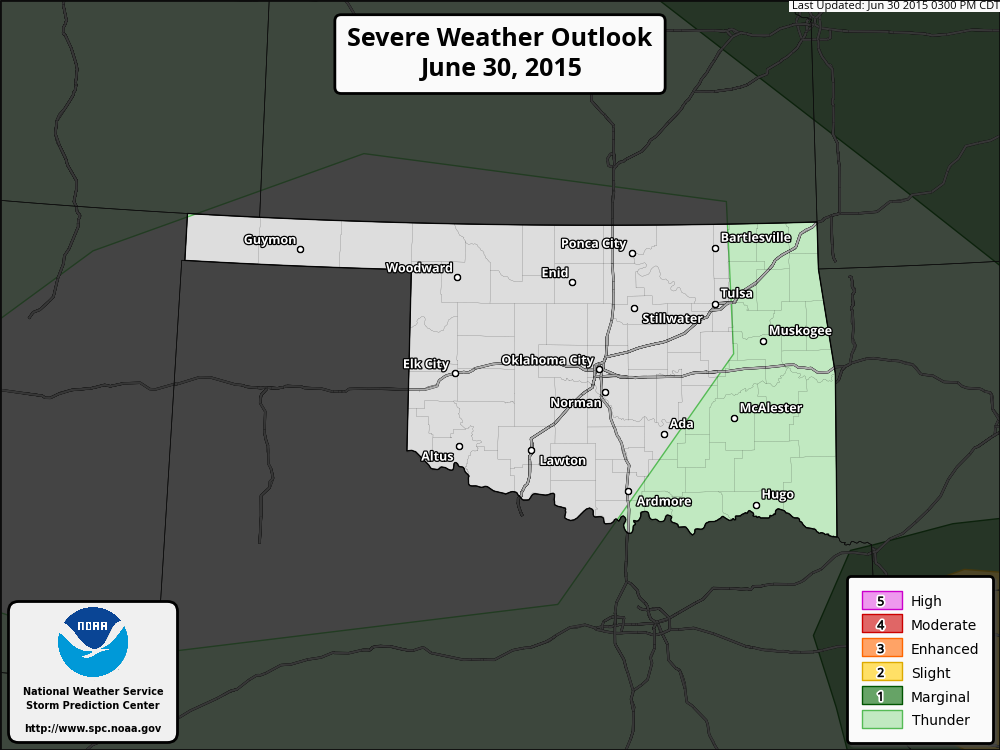 Last Updated: Jun 30 2015 0300 PM CDT
Severe Weather Outlook
June 30, 2015
Guymon
Ponca City
Bartlesville
Woodward
Enid
Tulsa
Stillwater
Muskogee
Elk City
Oklahoma City
Norman
McAlester
Ada
Altus
Lawton
Ardmore
Hugo
5 High
4 Moderate
3 Enhanced
2 Slight
1 Marginal
Thunder
NOAA
National Weather Service
Storm Prediction Center
http://www.spc.noaa.gov